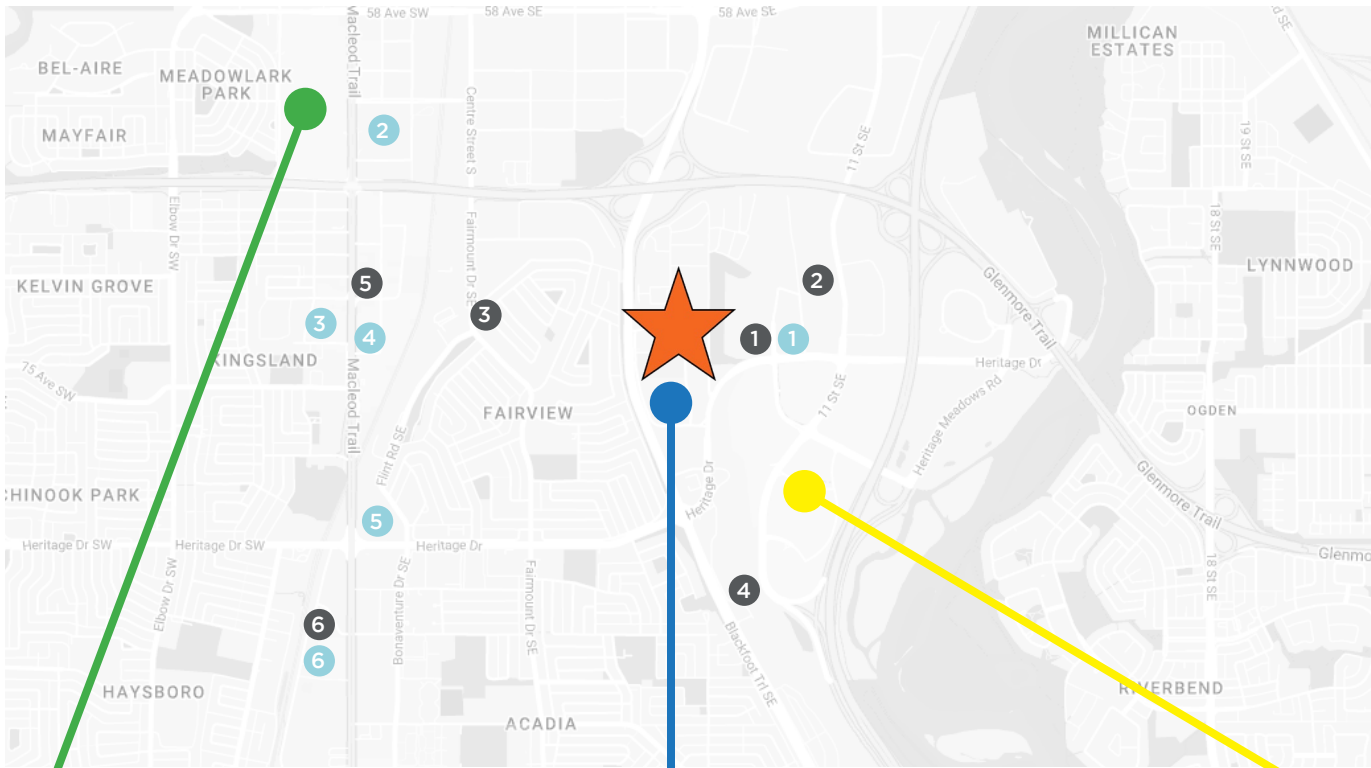 58 Ave SW
58 Ave SE
58 Ave SE
Macleod Trail
MILLICAN
ESTATES
BEL-AIRE
MEADOWLARK
PARK
MAYFAIR
2
Centre Street S
11 St SE
19 St SE
SE
Elbow Dr SW
Fairmount Dr SE
18 St SE
KELVIN GROVE
5
3
2
LYNNWOOD
Glenmore Trail
3
4
1
1
KINGSLAND
75 Ave SW
Macleod Trail
Heritage Dr
11 St SE
Heritage Meadows Rd
FAIRVIEW
OGDEN
Flint Rd SE
CHINOOK PARK
Heritage Dr
Glenmore Trail
5
Heritage Dr SW
Heritage Dr SW
Heritage Dr
Glenmo
Elbow Dr SW
Bonaventure Dr SE
Fairmount Dr SE
4
18 St SE
6
6
Blackfoot Trl SE
HAYSBORO
RIVERBEND
ACADIA